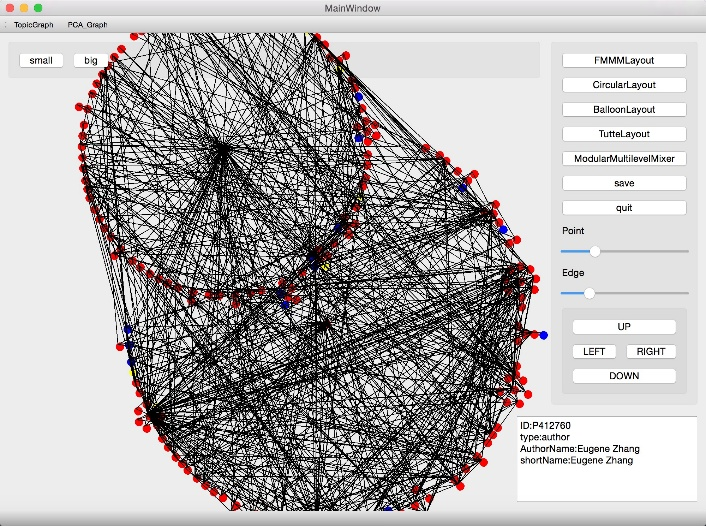 MainWindow
TopicGraph PCA_Graph
small big
FMMMLayout
CircularLayout
BalloonLayout
TutteLayout
ModularMultilevelMixer
save
quit
Point
Edge
UP
LEFT RIGHT
DOWN
ID:P412760
type:author
AuthorName:Eugene Zhang
shortName:Eugene Zhang